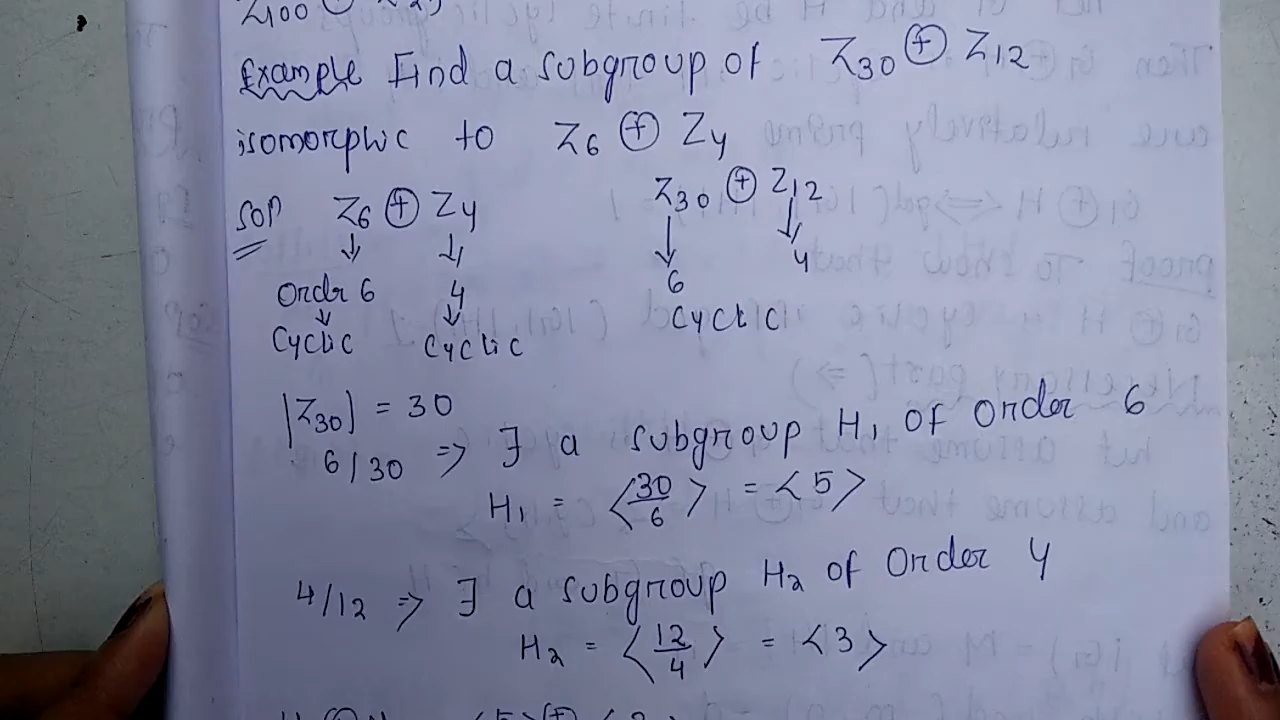 Z100 ⊕
Example Find a subgroup of Z30 ⊕ Z12
isomorphic to Z6 ⊕ Z4
Sol Z6 ⊕ Z4 Z30 ⊕ Z12
↓ ↓ ↓ ↓
Ordr 6 4 6 4
↓ ↓
Cyclic Cyclic Cyclic
|Z30| = 30
6/30 ⇒ ∃ a subgroup H1 of Order 6
H1 = <30/6> = <5>
4/12 ⇒ ∃ a subgroup H2 of Order 4
H2 = <12/4> = <3>